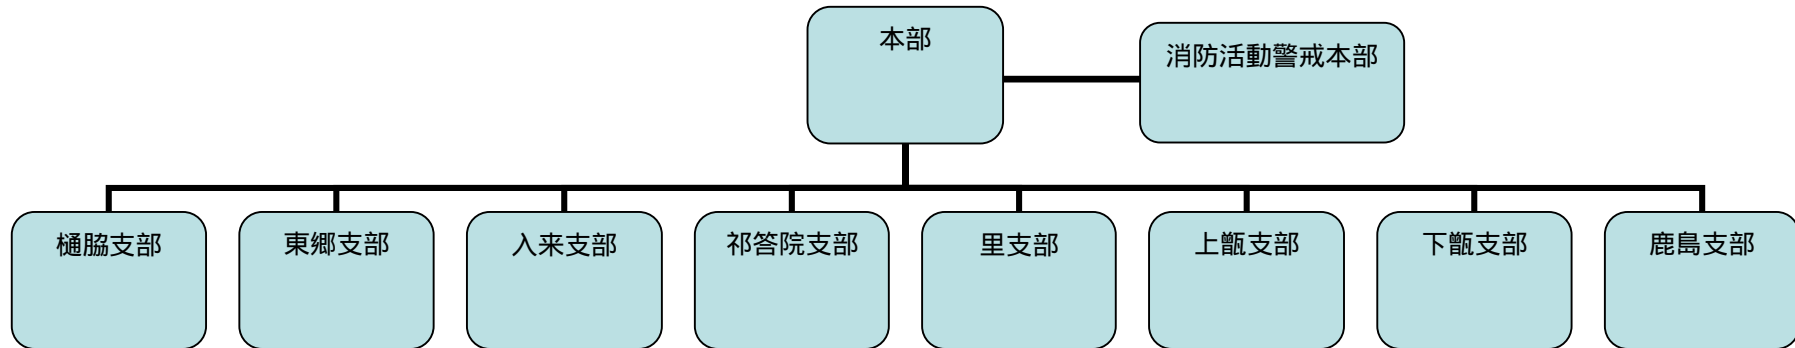 本部
消防活動警戒本部
樋脇支部
東郷支部
入来支部
祁答院支部
里支部
上甑支部
下甑支部
鹿島支部